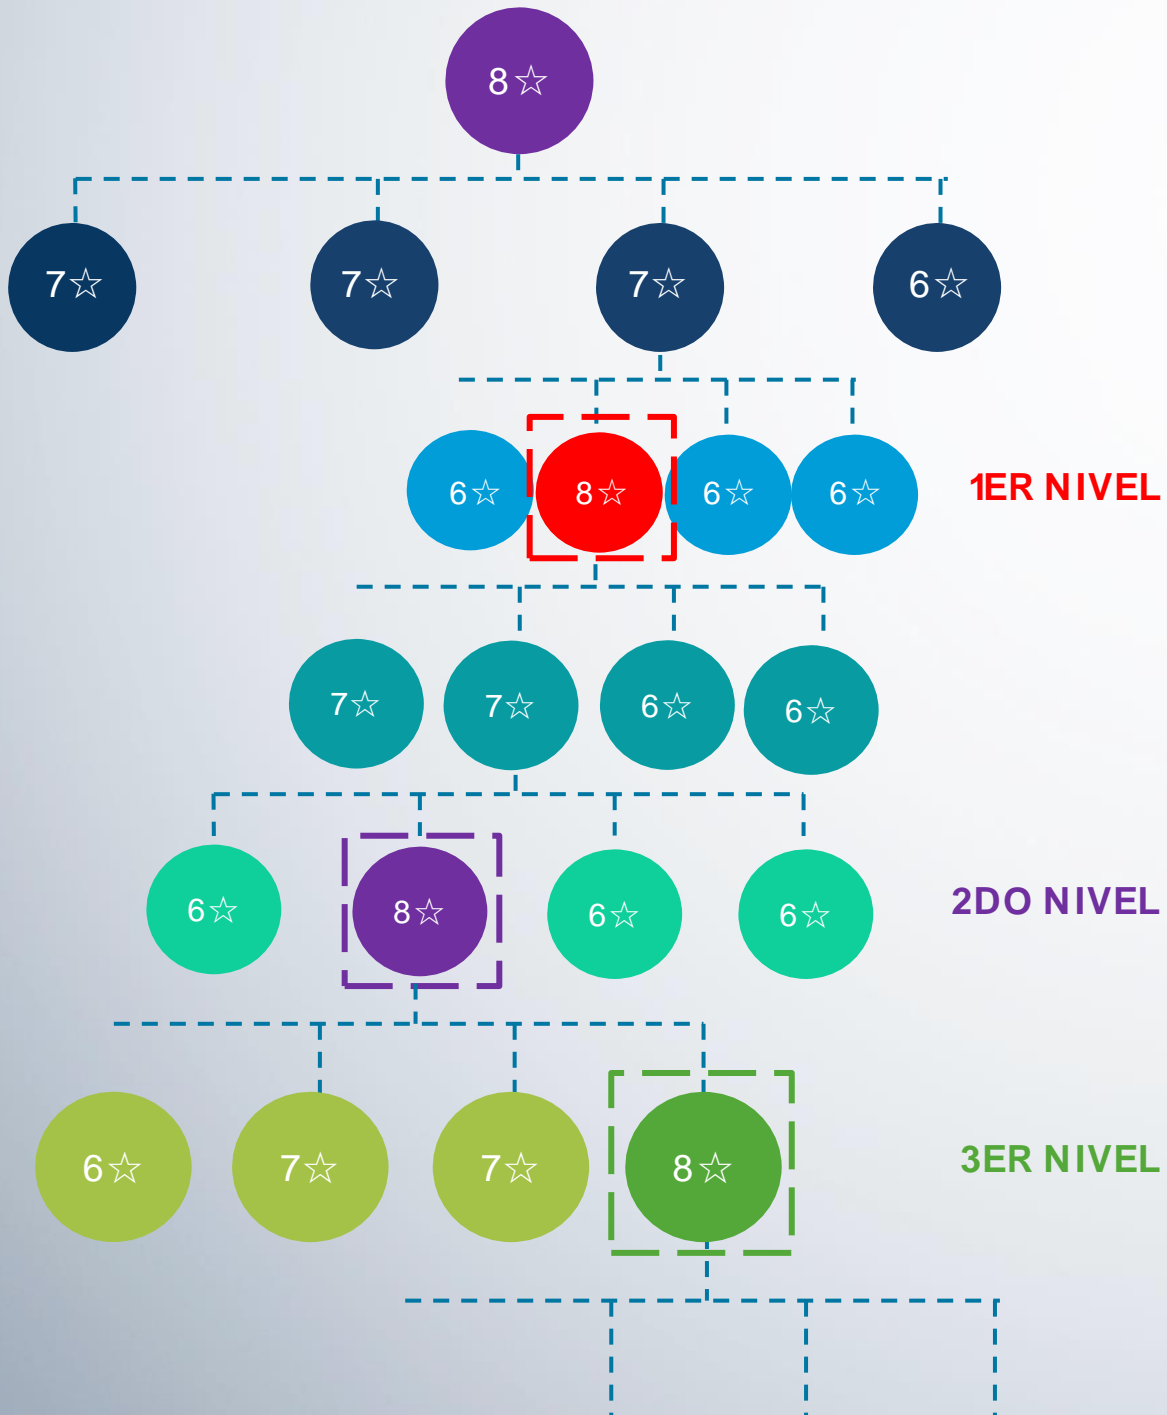 8☆
7☆ 7☆ 7☆ 6☆
6☆ 8☆ 6☆ 6☆ 1ER NIVEL
7☆ 7☆ 6☆ 6☆
6☆ 8☆ 6☆ 6☆ 2DO NIVEL
6☆ 7☆ 7☆ 8☆ 3ER NIVEL